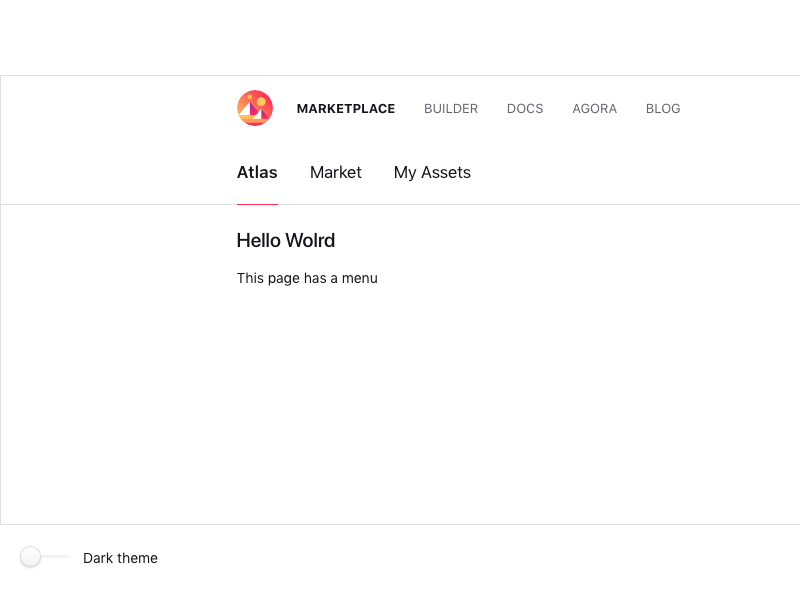 MARKETPLACE BUILDER DOCS AGORA BLOG
Atlas Market My Assets
Hello Wolrd
This page has a menu
Dark theme